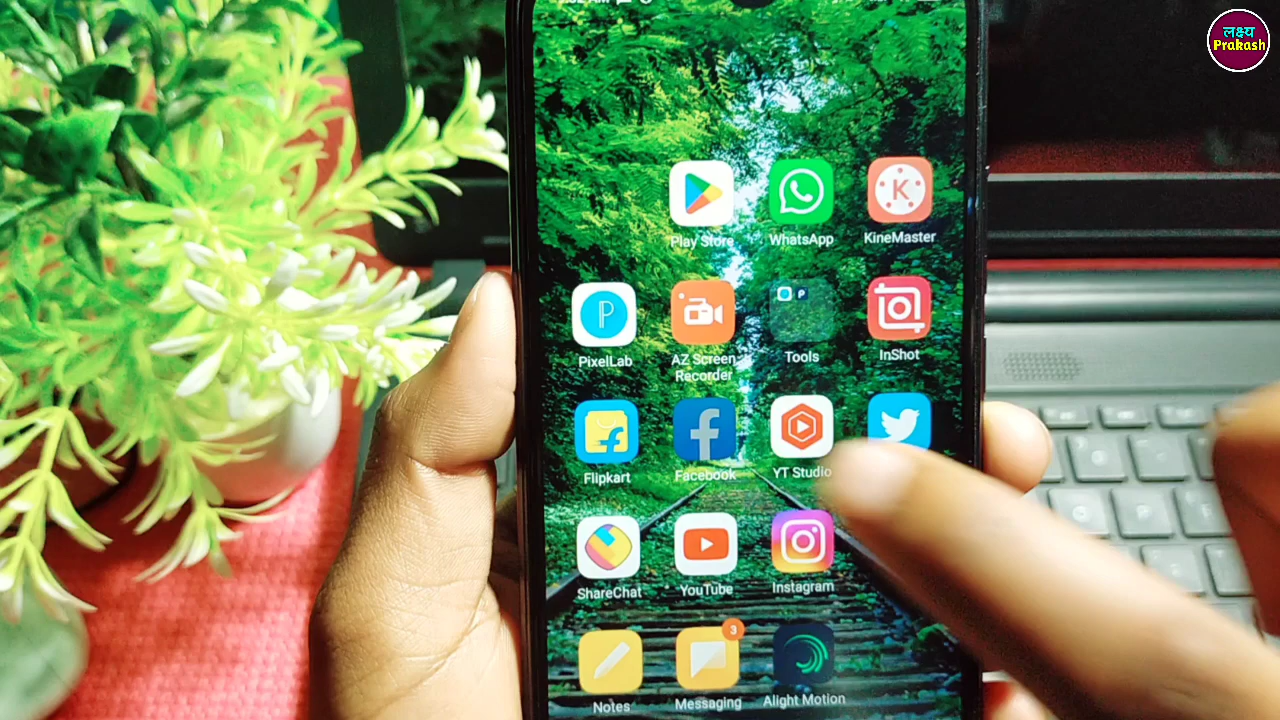 लक्ष्य
Prakash
Play Store
WhatsApp
K
KineMaster
P
P
PixelLab
AZ Screen
Recorder
Tools
InShot
Flipkart
Facebook
YT Studio
ShareChat
YouTube
Instagram
3
Notes
Messaging
Alight Motion
P